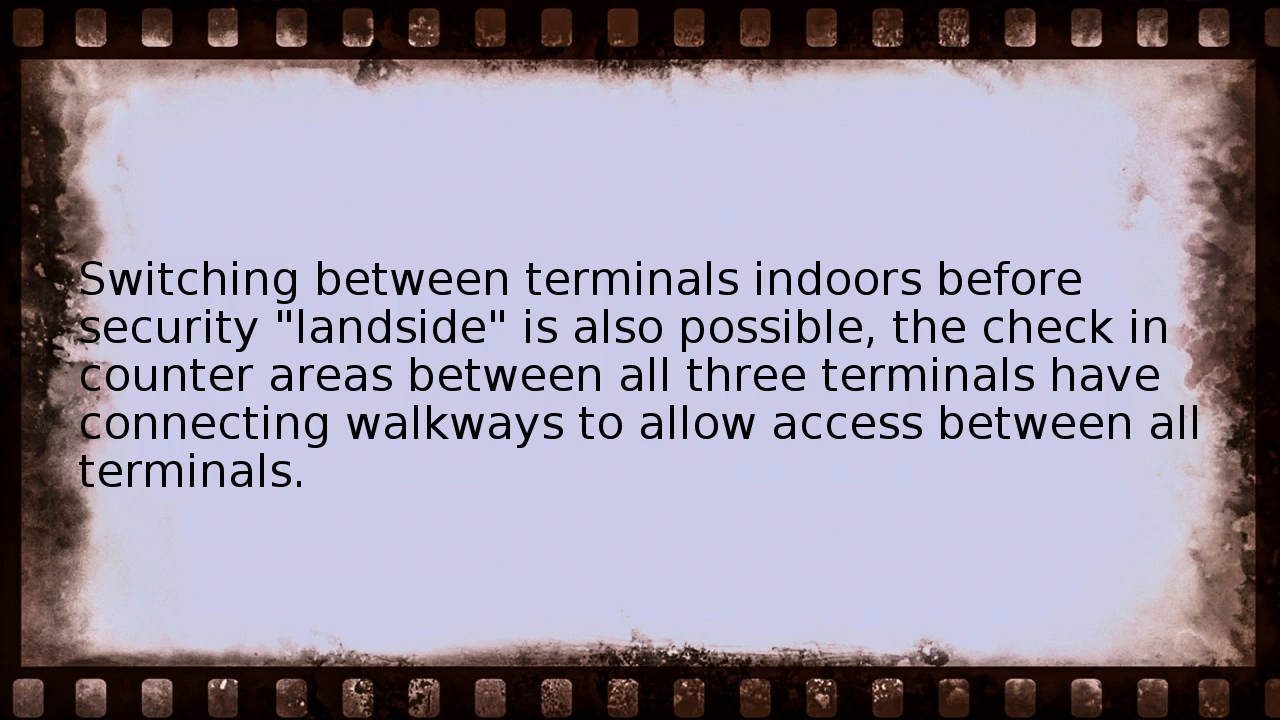 Switching between terminals indoors before
security "landside" is also possible, the check in
counter areas between all three terminals have
connecting walkways to allow access between all
terminals.